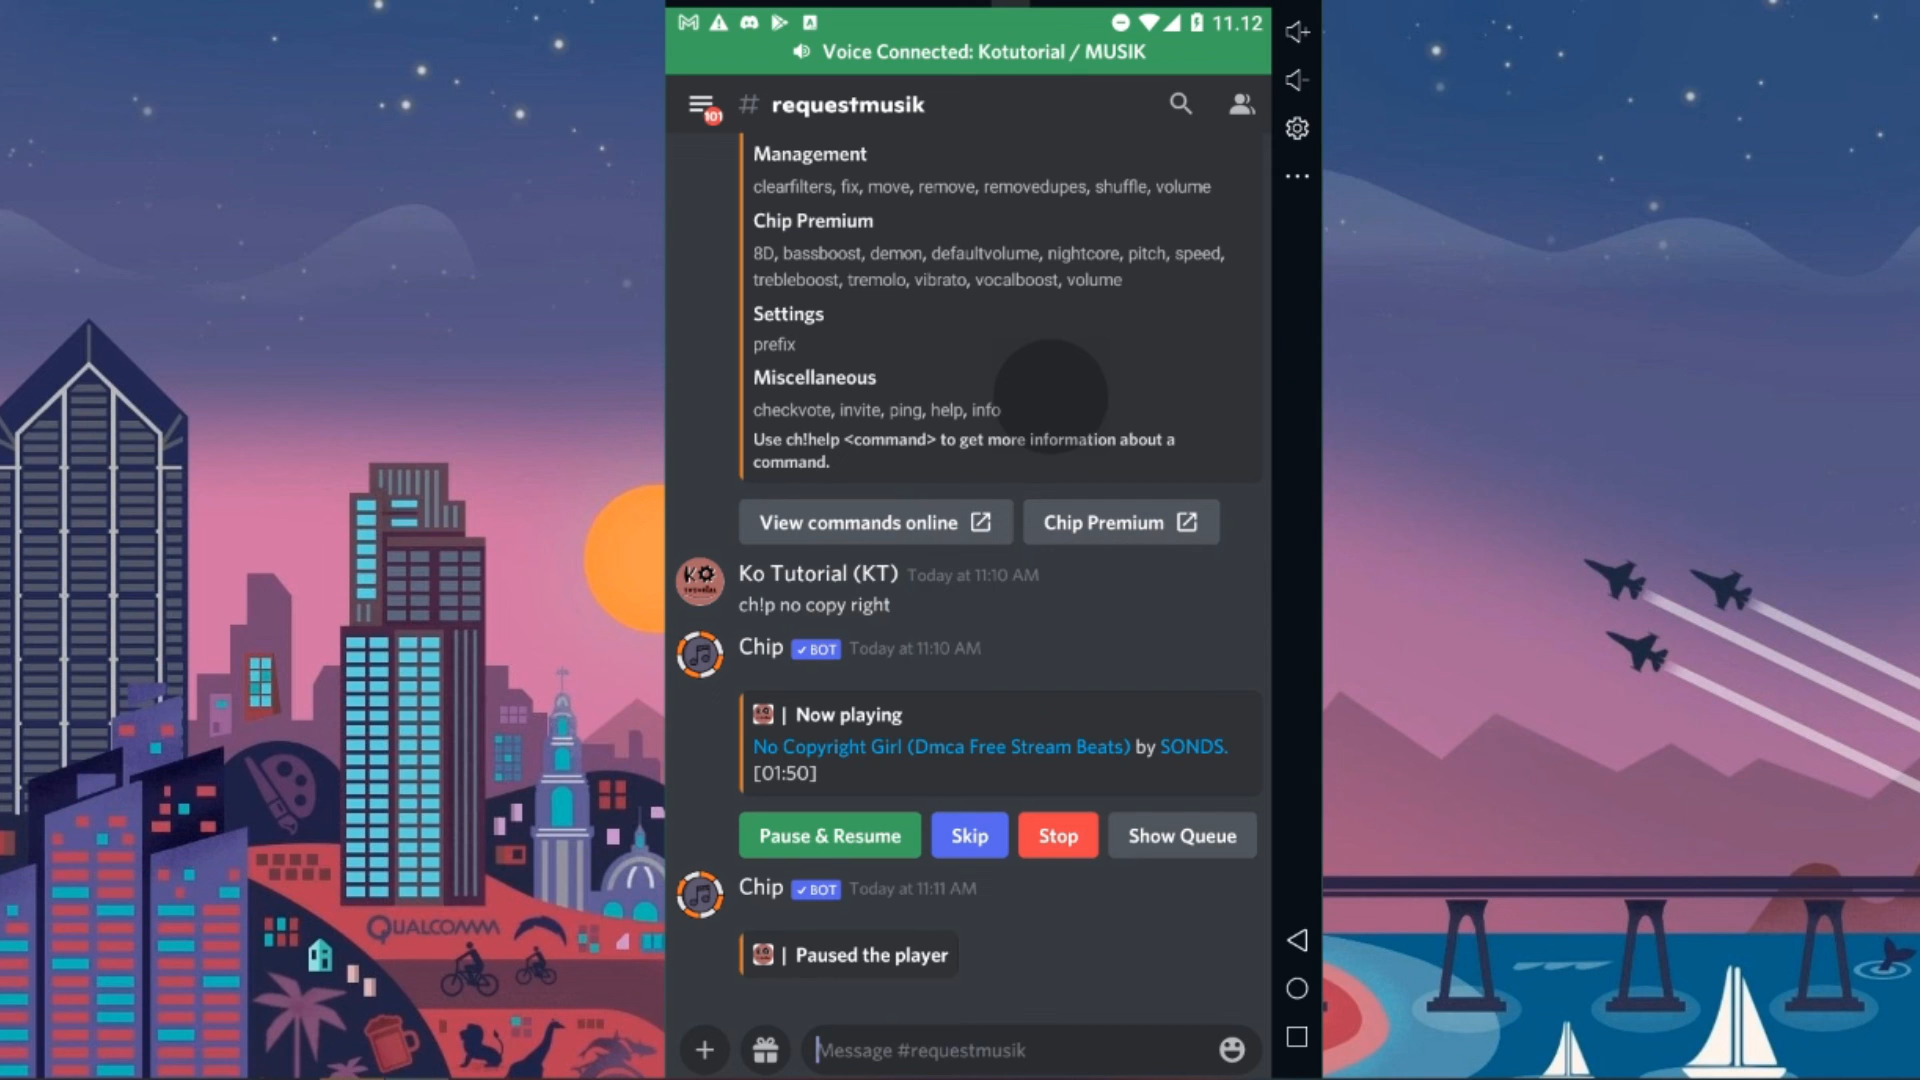 11.12
Voice Connected: Kotutorial / MUSIK
101
# requestmusik
Management
clearfilters, fix, move, remove, removedupes, shuffle, volume
Chip Premium
8D, bassboost, demon, defaultvolume, nightcore, pitch, speed,
trebleboost, tremolo, vibrato, vocalboost, volume
Settings
prefix
Miscellaneous
checkvote, invite, ping, help, info
Use ch!help <command> to get more information about a
command.
View commands online
Chip Premium
KO
TUTORIAL
Ko Tutorial (KT) Today at 11:10 AM
ch!p no copy right
Chip ✓ BOT Today at 11:10 AM
| Now playing
No Copyright Girl (Dmca Free Stream Beats) by SONDS.
[01:50]
Pause & Resume
Skip
Stop
Show Queue
Chip ✓ BOT Today at 11:11 AM
| Paused the player
Message #requestmusik
QUALCOMM